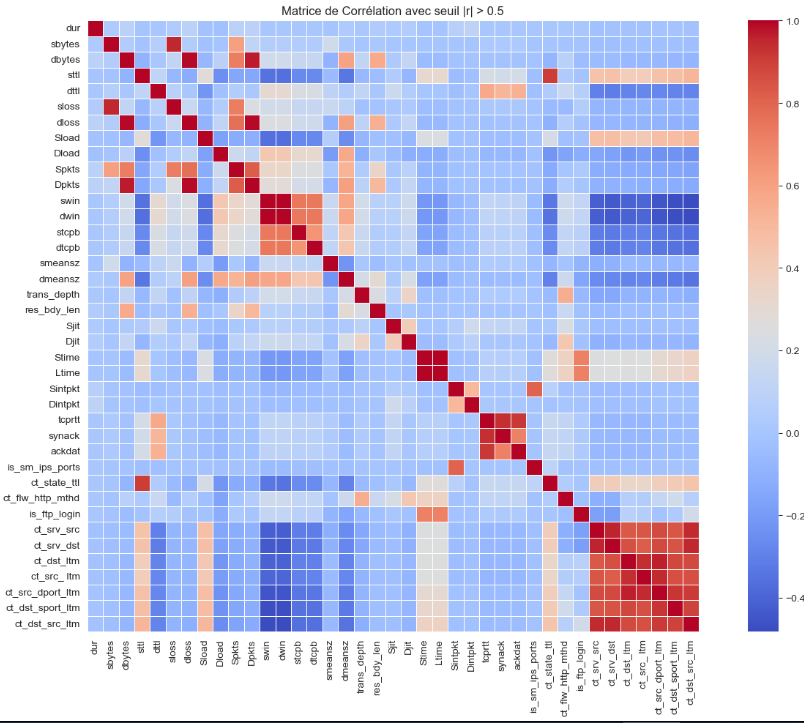 Matrice de Corrélation avec seuil |r| > 0.5
dur
sbytes
dbytes
sttl
dttl
sloss
dloss
Sload
Dload
Spkts
Dpkts
swin
dwin
stcpb
dtcpb
smeansz
dmeansz
trans_depth
res_bdy_len
Sjit
Djit
Stime
Ltime
Sintpkt
Dintpkt
tcprtt
synack
ackdat
is_sm_ips_ports
ct_state_ttl
ct_flw_http_mthd
is_ftp_login
ct_srv_src
ct_srv_dst
ct_dst_ltm
ct_src_ ltm
ct_src_dport_ltm
ct_dst_sport_ltm
ct_dst_src_ltm
dur
sbytes
dbytes
sttl
dttl
sloss
dloss
Sload
Dload
Spkts
Dpkts
swin
dwin
stcpb
dtcpb
smeansz
dmeansz
trans_depth
res_bdy_len
Sjit
Djit
Stime
Ltime
Sintpkt
Dintpkt
tcprtt
synack
ackdat
is_sm_ips_ports
ct_state_ttl
ct_flw_http_mthd
is_ftp_login
ct_srv_src
ct_srv_dst
ct_dst_ltm
ct_src_ ltm
ct_src_dport_ltm
ct_dst_sport_ltm
ct_dst_src_ltm
1.0
0.8
0.6
0.4
0.2
0.0
−0.2
−0.4